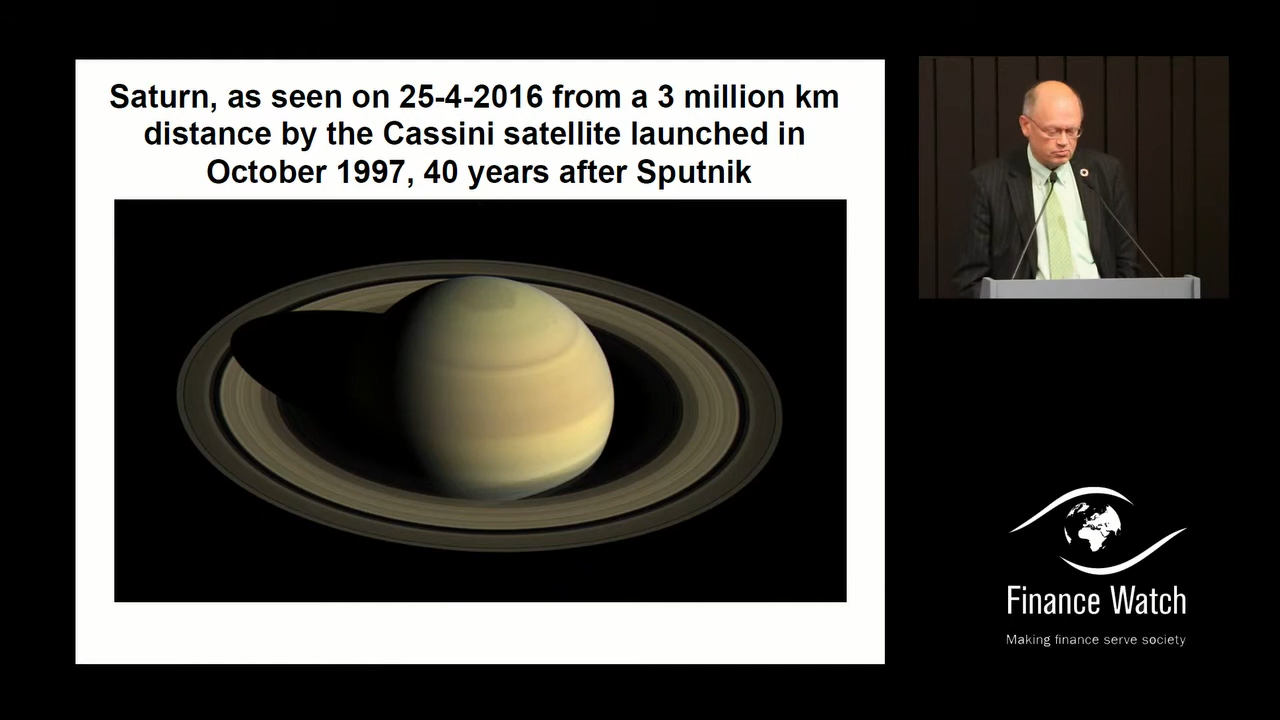 Saturn, as seen on 25-4-2016 from a 3 million km
distance by the Cassini satellite launched in
October 1997, 40 years after Sputnik
Finance Watch
Making finance serve society